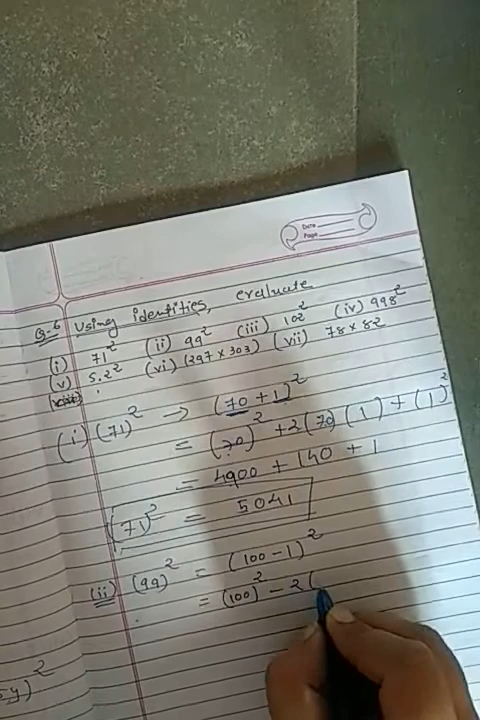 Date
Page
Q-6 Using identities, evaluate
(i) 71² (ii) 99² (iii) 102² (iv) 998²
(v) 5.2² (vi) (297 x 303) (vii) 78 x 82
(i) (71)² → (70 + 1)²
= (70)² + 2(70)(1) + (1)²
= 4900 + 140 + 1
(71)² = 5041
(ii) (99)² = (100 - 1)²
= (100)² - 2(
y)²